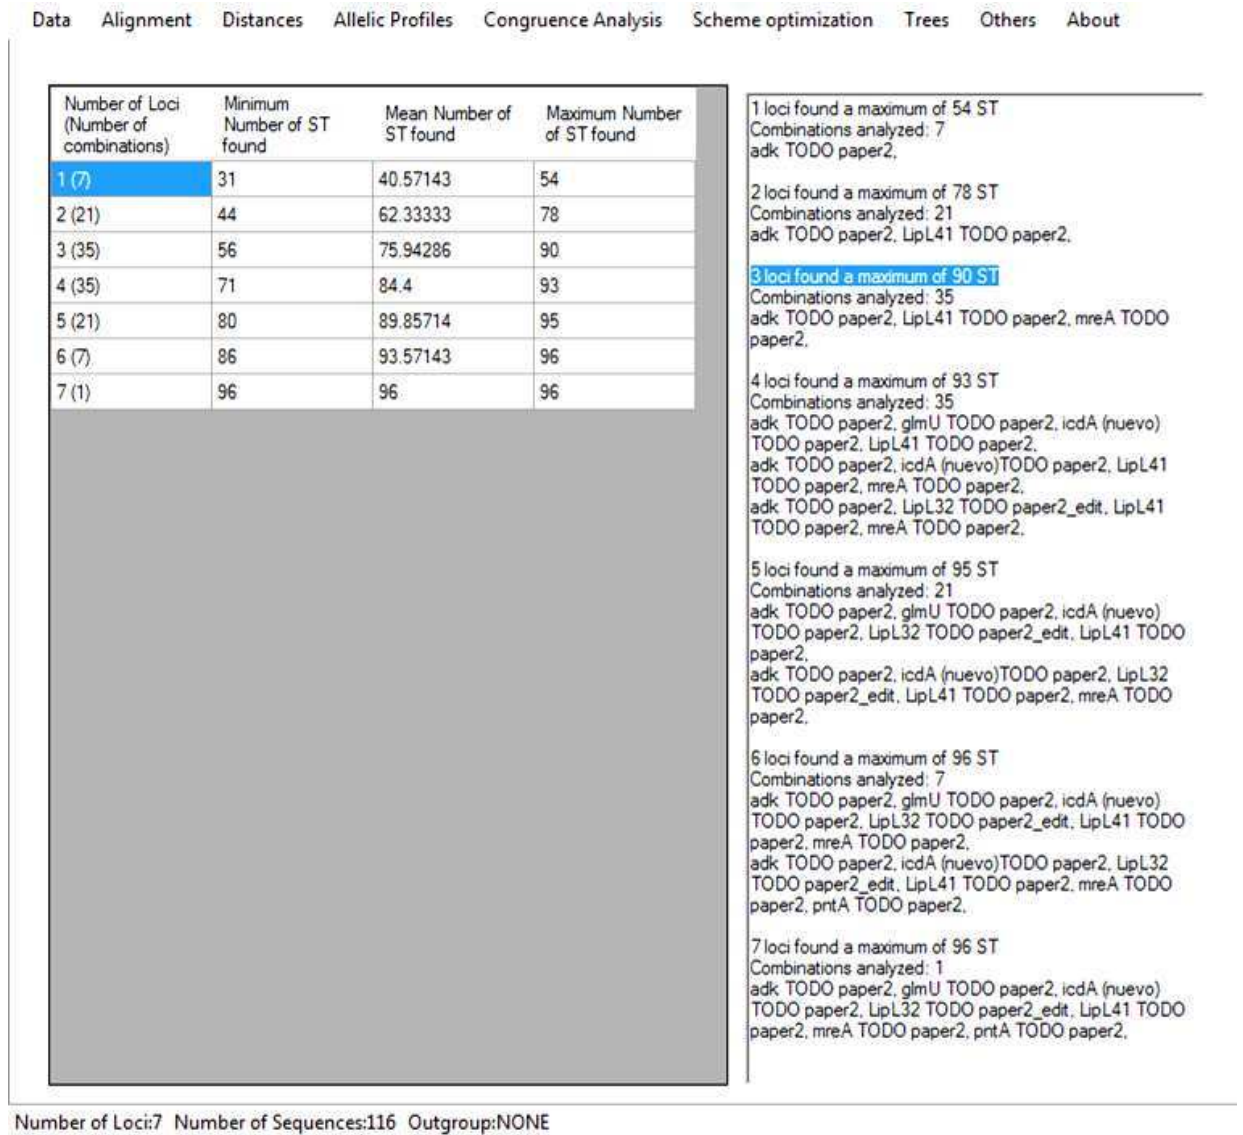 Data Alignment Distances Allelic Profiles Congruence Analysis Scheme optimization Trees Others About
Number of Loci
(Number of
combinations)
Minimum
Number of ST
found
Mean Number of
ST found
Maximum Number
of ST found
1 (7) 31 40.57143 54
2 (21) 44 62.33333 78
3 (35) 56 75.94286 90
4 (35) 71 84.4 93
5 (21) 80 89.85714 95
6 (7) 86 93.57143 96
7 (1) 96 96 96
1 loci found a maximum of 54 ST
Combinations analyzed: 7
adk TODO paper2,
2 loci found a maximum of 78 ST
Combinations analyzed: 21
adk TODO paper2, LipL41 TODO paper2,
3 loci found a maximum of 90 ST
Combinations analyzed: 35
adk TODO paper2, LipL41 TODO paper2, mreA TODO
paper2,
4 loci found a maximum of 93 ST
Combinations analyzed: 35
adk TODO paper2, glmU TODO paper2, icdA (nuevo)
TODO paper2, LipL41 TODO paper2,
adk TODO paper2, icdA (nuevo)TODO paper2, LipL41
TODO paper2, mreA TODO paper2,
adk TODO paper2, LipL32 TODO paper2_edit, LipL41
TODO paper2, mreA TODO paper2,
5 loci found a maximum of 95 ST
Combinations analyzed: 21
adk TODO paper2, glmU TODO paper2, icdA (nuevo)
TODO paper2, LipL32 TODO paper2_edit, LipL41 TODO
paper2,
adk TODO paper2, icdA (nuevo)TODO paper2, LipL32
TODO paper2_edit, LipL41 TODO paper2, mreA TODO
paper2,
6 loci found a maximum of 96 ST
Combinations analyzed: 7
adk TODO paper2, glmU TODO paper2, icdA (nuevo)
TODO paper2, LipL32 TODO paper2_edit, LipL41 TODO
paper2, mreA TODO paper2,
adk TODO paper2, icdA (nuevo)TODO paper2, LipL32
TODO paper2_edit, LipL41 TODO paper2, mreA TODO
paper2, pntA TODO paper2,
7 loci found a maximum of 96 ST
Combinations analyzed: 1
adk TODO paper2, glmU TODO paper2, icdA (nuevo)
TODO paper2, LipL32 TODO paper2_edit, LipL41 TODO
paper2, mreA TODO paper2, pntA TODO paper2,
Number of Loci:7 Number of Sequences:116 Outgroup:NONE